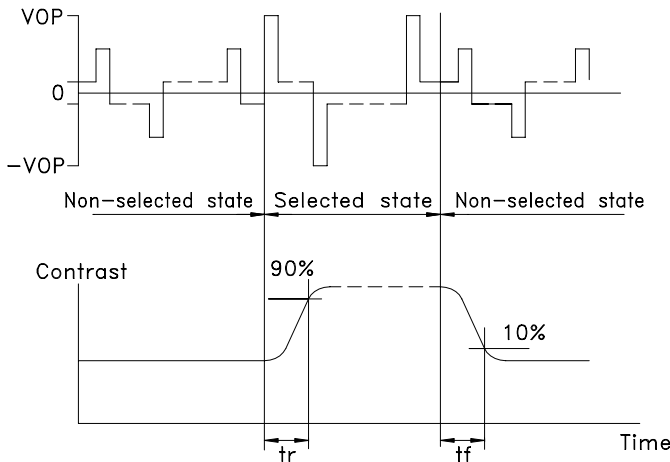 VOP
0
-VOP
Non-selected state
Selected state
Non-selected state
Contrast
90%
10%
Time
tr
tf